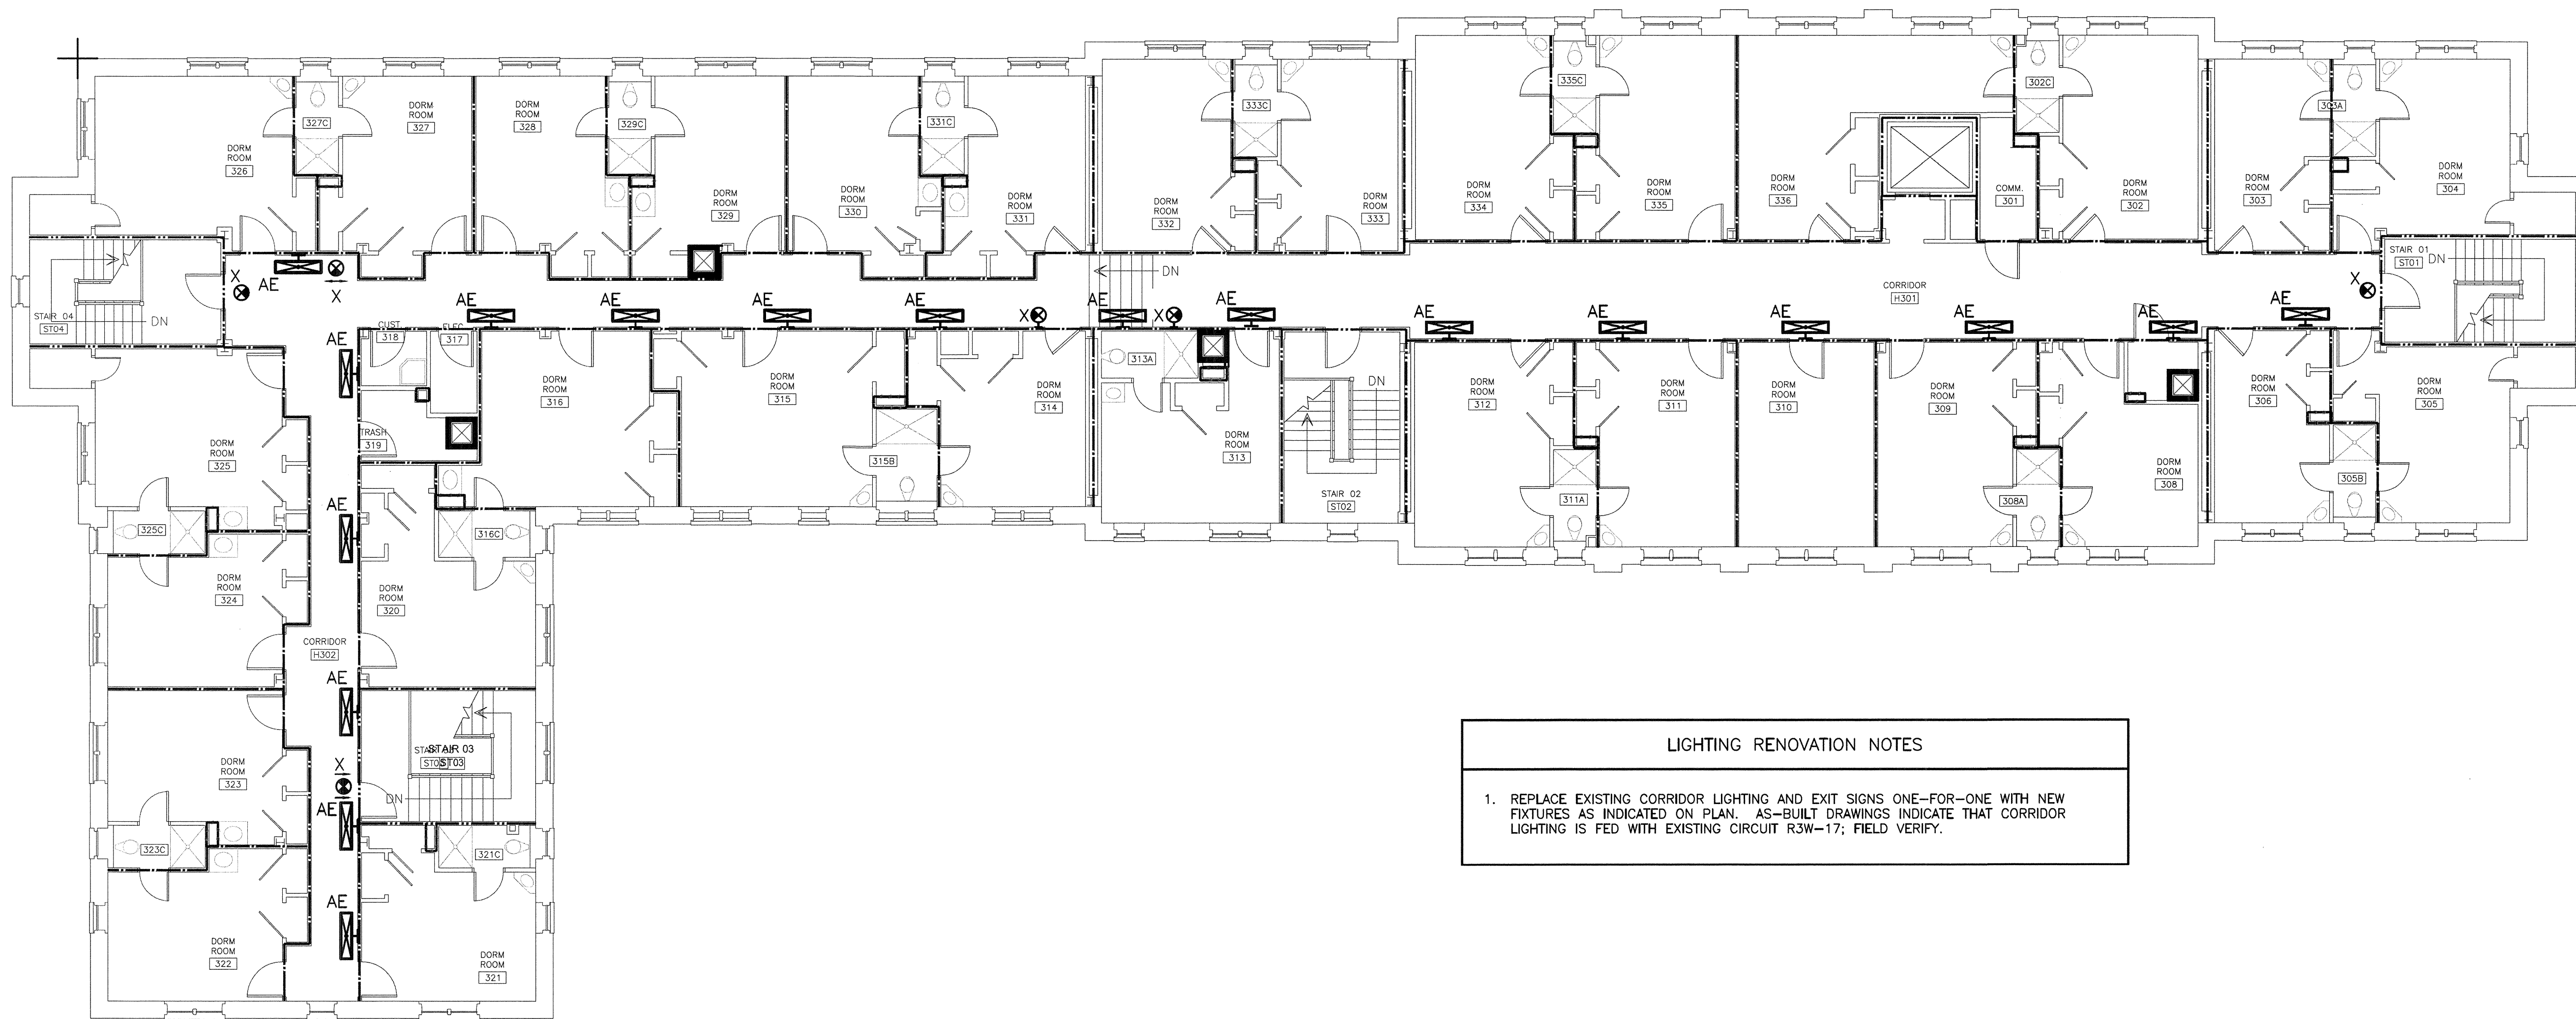 327C
DORM
ROOM
327
DORM
ROOM
328
329C
331C
333C
335C
302C
303A
DORM
ROOM
326
DORM
ROOM
329
DORM
ROOM
330
DORM
ROOM
331
DORM
ROOM
332
DORM
ROOM
333
DORM
ROOM
334
DORM
ROOM
335
DORM
ROOM
336
COMM.
301
DORM
ROOM
302
DORM
ROOM
303
DORM
ROOM
304
STAIR 04
ST04
DN
X
AE
X
AE
AE
AE
AE
X
AE
X
AE
DN
CORRIDOR
H301
AE
AE
AE
AE
AE
AE
X
STAIR 01
ST01
DN
CUST.
318
ELEC.
317
AE
TRASH
319
DORM
ROOM
316
DORM
ROOM
315
315B
DORM
ROOM
314
313A
DORM
ROOM
313
DN
STAIR 02
ST02
DORM
ROOM
312
311A
DORM
ROOM
311
DORM
ROOM
310
DORM
ROOM
309
308A
DORM
ROOM
308
DORM
ROOM
306
305B
DORM
ROOM
305
DORM
ROOM
325
325C
AE
316C
DORM
ROOM
324
DORM
ROOM
320
CORRIDOR
H302
AE
STAIR 03
ST03
DN
DORM
ROOM
323
X
AE
323C
321C
AE
DORM
ROOM
322
DORM
ROOM
321
LIGHTING RENOVATION NOTES
1. REPLACE EXISTING CORRIDOR LIGHTING AND EXIT SIGNS ONE-FOR-ONE WITH NEW
FIXTURES AS INDICATED ON PLAN. AS-BUILT DRAWINGS INDICATE THAT CORRIDOR
LIGHTING IS FED WITH EXISTING CIRCUIT R3W-17; FIELD VERIFY.